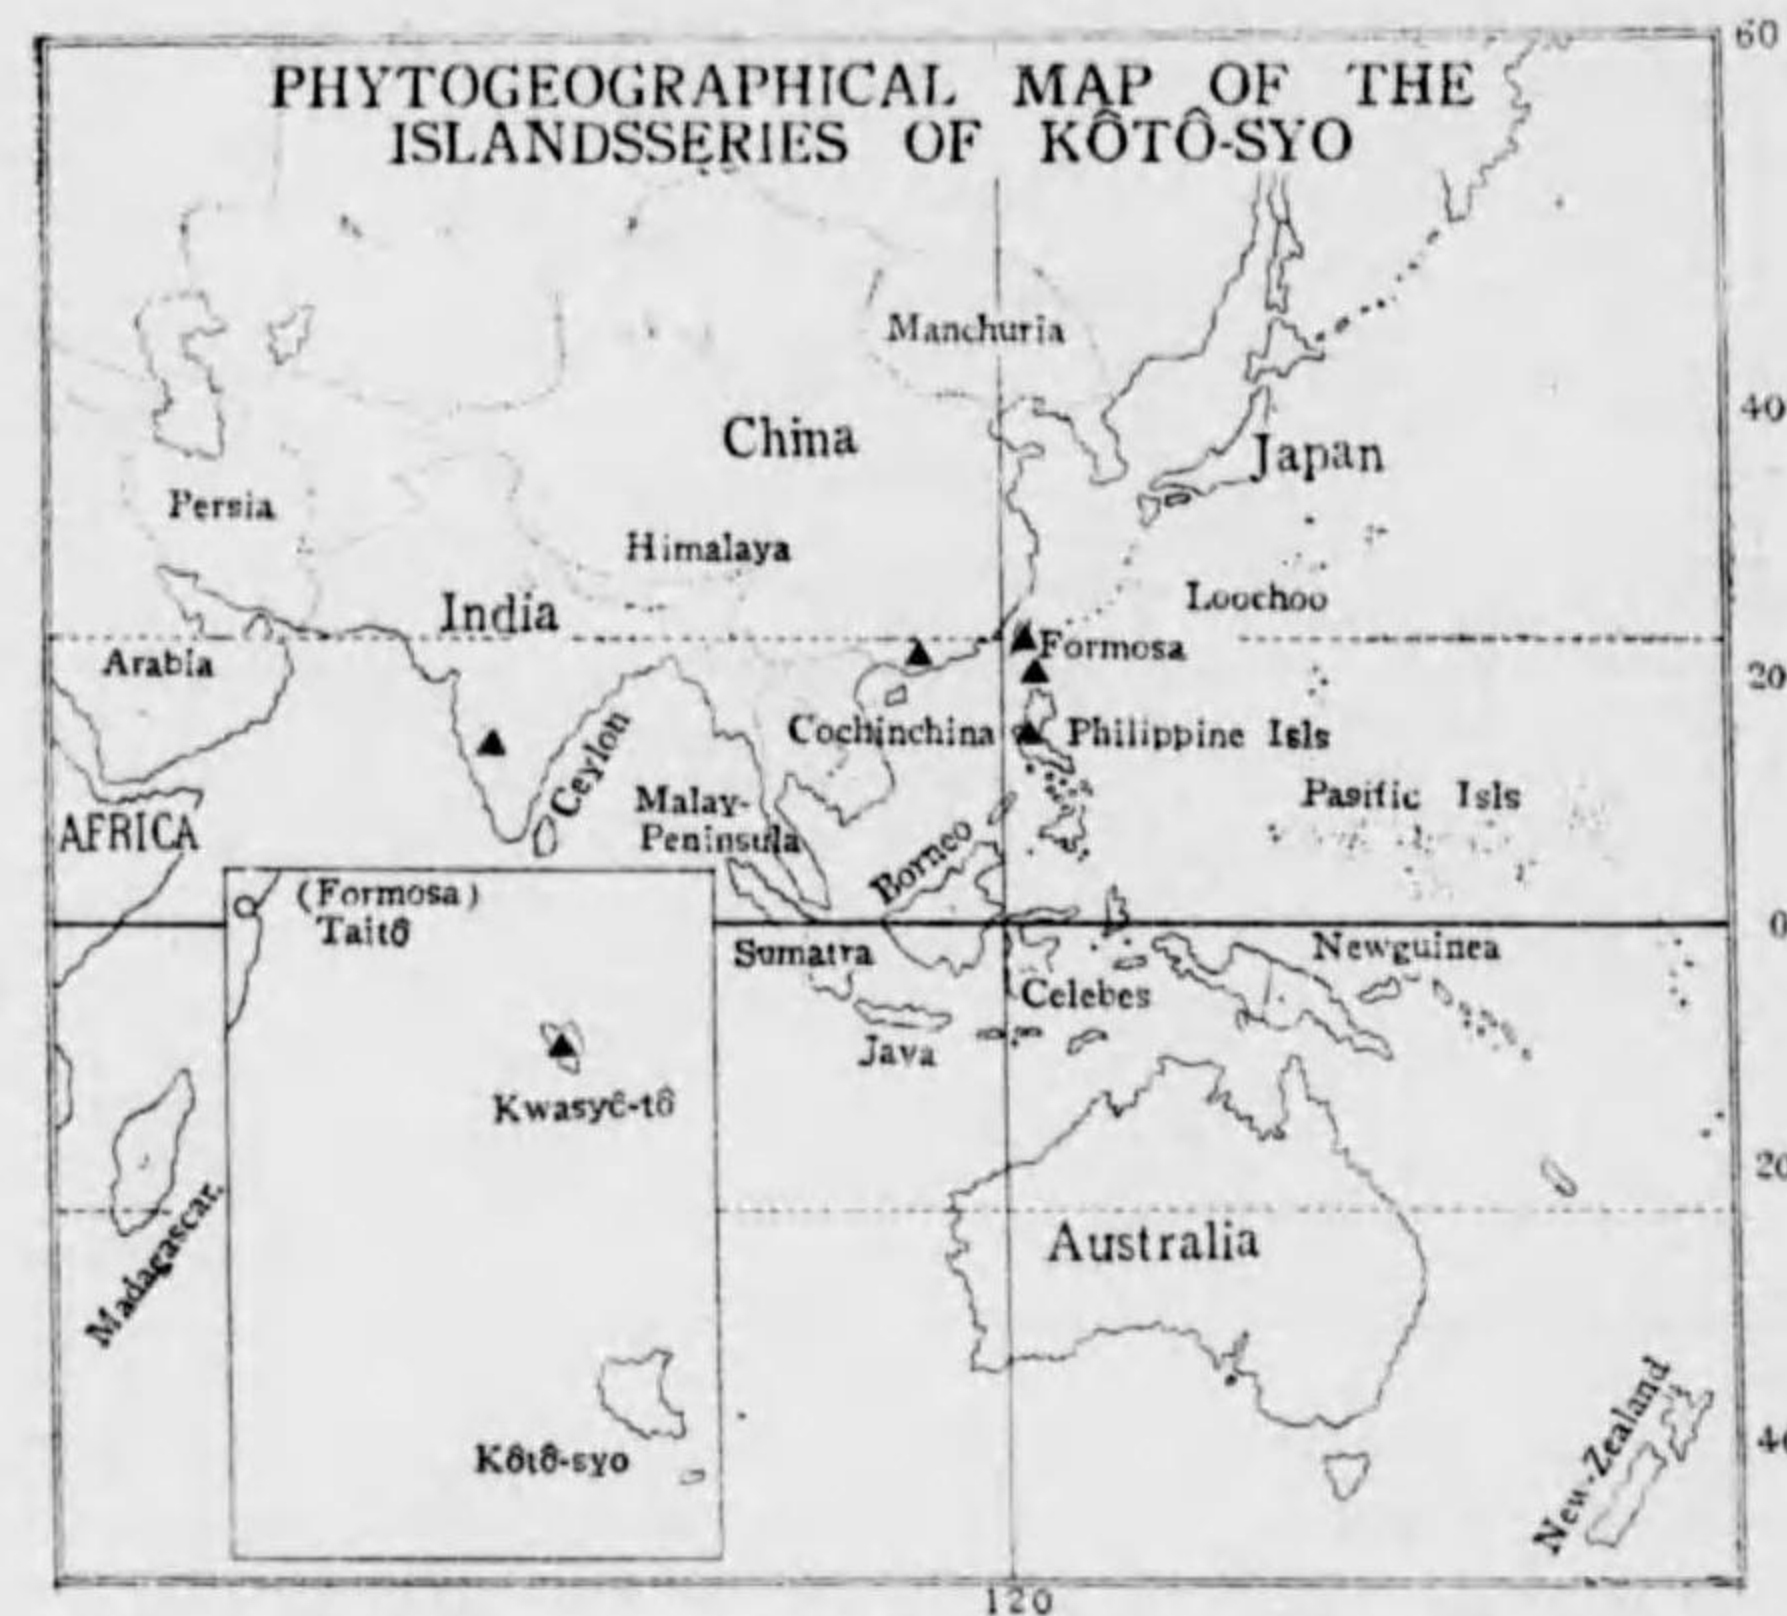 PHYTOGEOGRAPHICAL MAP OF THE
ISLANDSSERIES OF KÔTÔ-SYO
60
Manchuria
China
40
Japan
Persia
Himalaya
India
Loochoo
Formosa
Arabia
20
Cochinchina
Philippine Isls
Ceylon
Malay-
Peninsula
Pasific Isls
AFRICA
Borneo
(Formosa)
Taitô
0
Sumatra
Newguinea
Celebes
Java
Kwasyô-tô
20
Madagascar.
Australia
Kôtô-syo
New-Zealand
120